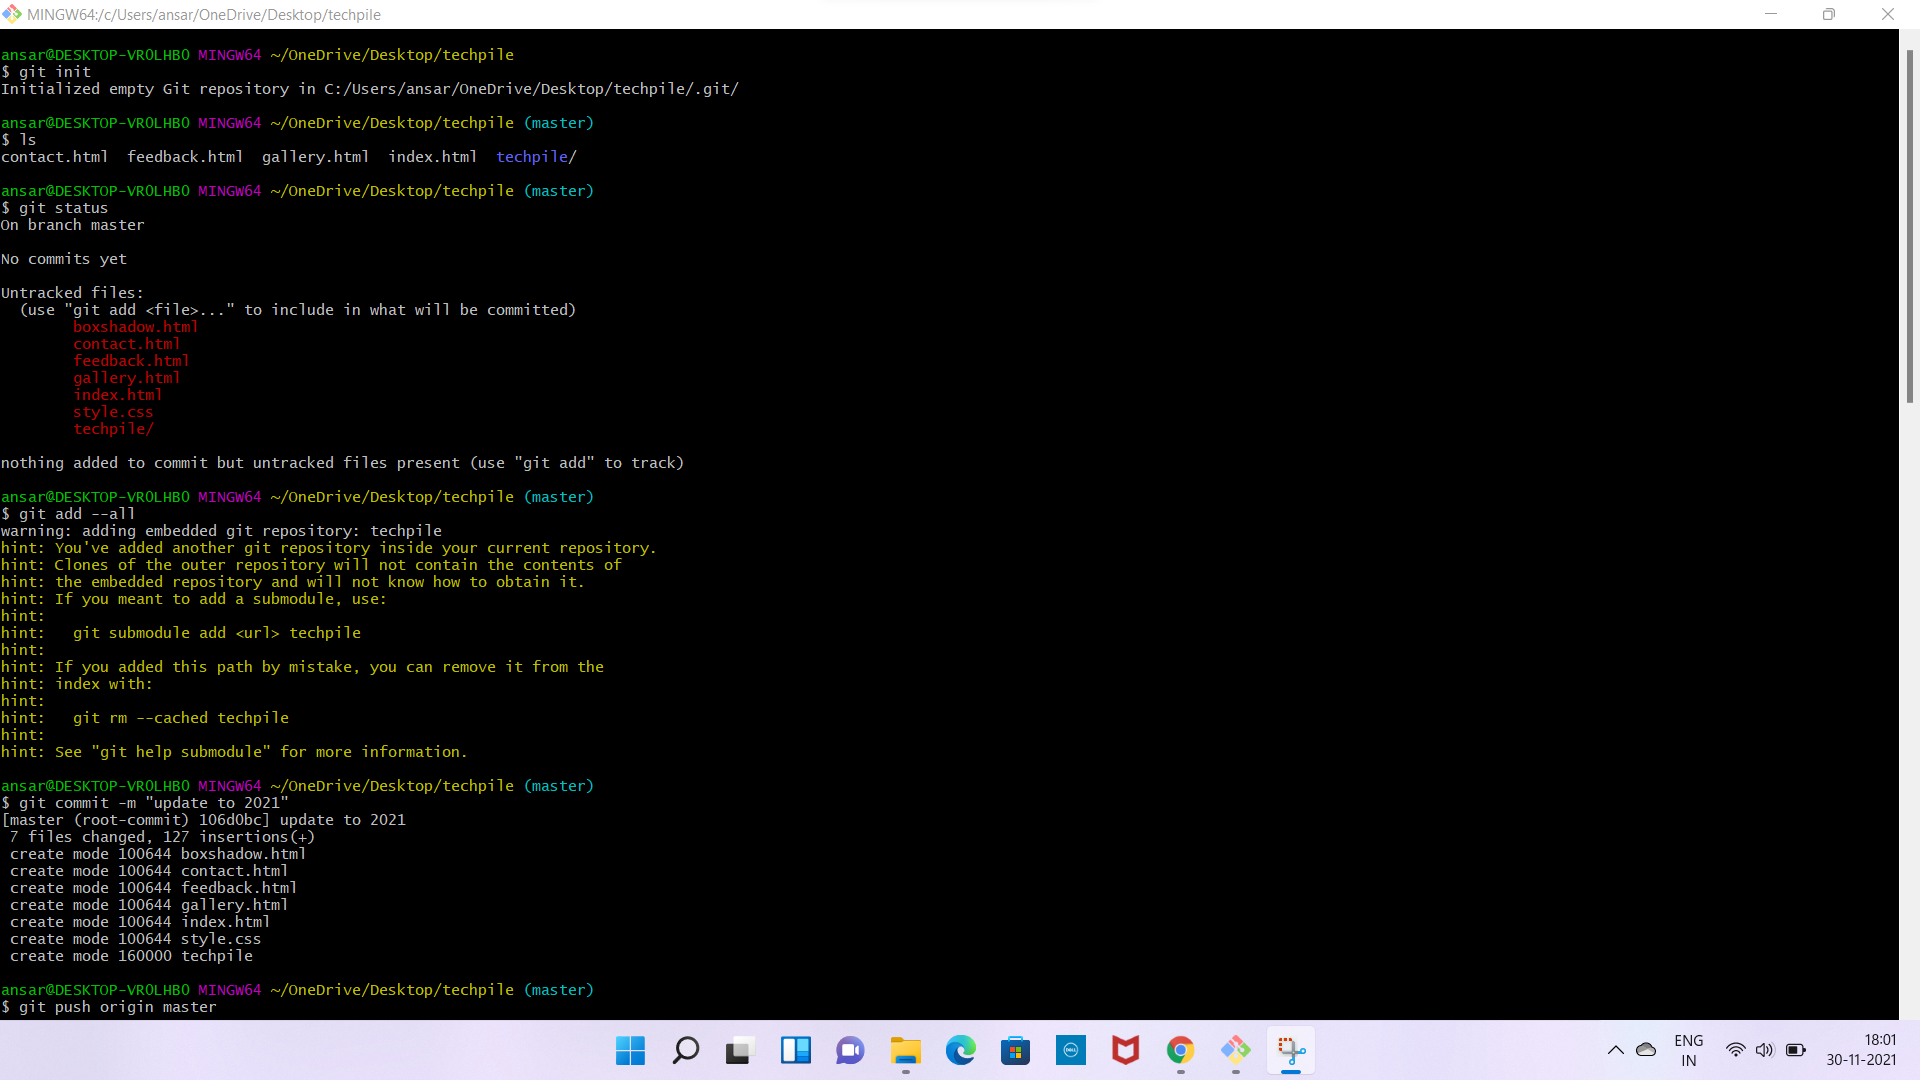 MINGW64:/c/Users/ansar/OneDrive/Desktop/techpile
ansar@DESKTOP-VROLHBO MINGW64 ~/OneDrive/Desktop/techpile
$ git init
Initialized empty Git repository in C:/Users/ansar/OneDrive/Desktop/techpile/.git/
ansar@DESKTOP-VROLHBO MINGW64 ~/OneDrive/Desktop/techpile (master)
$ ls
contact.html  feedback.html  gallery.html  index.html  techpile/
ansar@DESKTOP-VROLHBO MINGW64 ~/OneDrive/Desktop/techpile (master)
$ git status
On branch master
No commits yet
Untracked files:
  (use "git add <file>..." to include in what will be committed)
        boxshadow.html
        contact.html
        feedback.html
        gallery.html
        index.html
        style.css
        techpile/
nothing added to commit but untracked files present (use "git add" to track)
ansar@DESKTOP-VROLHBO MINGW64 ~/OneDrive/Desktop/techpile (master)
$ git add --all
warning: adding embedded git repository: techpile
hint: You've added another git repository inside your current repository.
hint: Clones of the outer repository will not contain the contents of
hint: the embedded repository and will not know how to obtain it.
hint: If you meant to add a submodule, use:
hint:
hint:   git submodule add <url> techpile
hint:
hint: If you added this path by mistake, you can remove it from the
hint: index with:
hint:
hint:   git rm --cached techpile
hint:
hint: See "git help submodule" for more information.
ansar@DESKTOP-VROLHBO MINGW64 ~/OneDrive/Desktop/techpile (master)
$ git commit -m "update to 2021"
[master (root-commit) 106d0bc] update to 2021
 7 files changed, 127 insertions(+)
 create mode 100644 boxshadow.html
 create mode 100644 contact.html
 create mode 100644 feedback.html
 create mode 100644 gallery.html
 create mode 100644 index.html
 create mode 100644 style.css
 create mode 160000 techpile
ansar@DESKTOP-VROLHBO MINGW64 ~/OneDrive/Desktop/techpile (master)
$ git push origin master
DELL
ENG
IN
18:01
30-11-2021